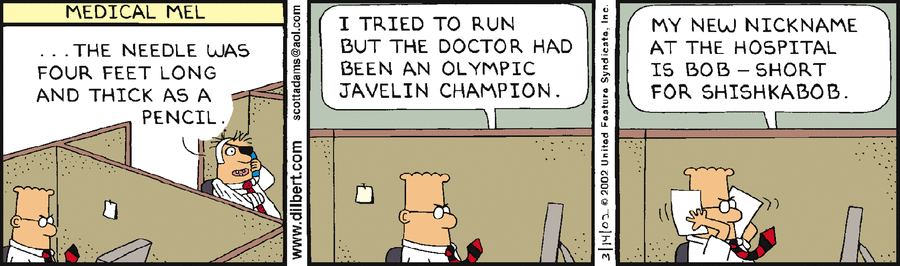 MEDICAL MEL
...THE NEEDLE WAS
FOUR FEET LONG
AND THICK AS A
PENCIL.
www.dilbert.com
scottadams@aol.com
I TRIED TO RUN
BUT THE DOCTOR HAD
BEEN AN OLYMPIC
JAVELIN CHAMPION.
3/14/02 © 2002 United Feature Syndicate, Inc.
MY NEW NICKNAME
AT THE HOSPITAL
IS BOB – SHORT
FOR SHISHKABOB.